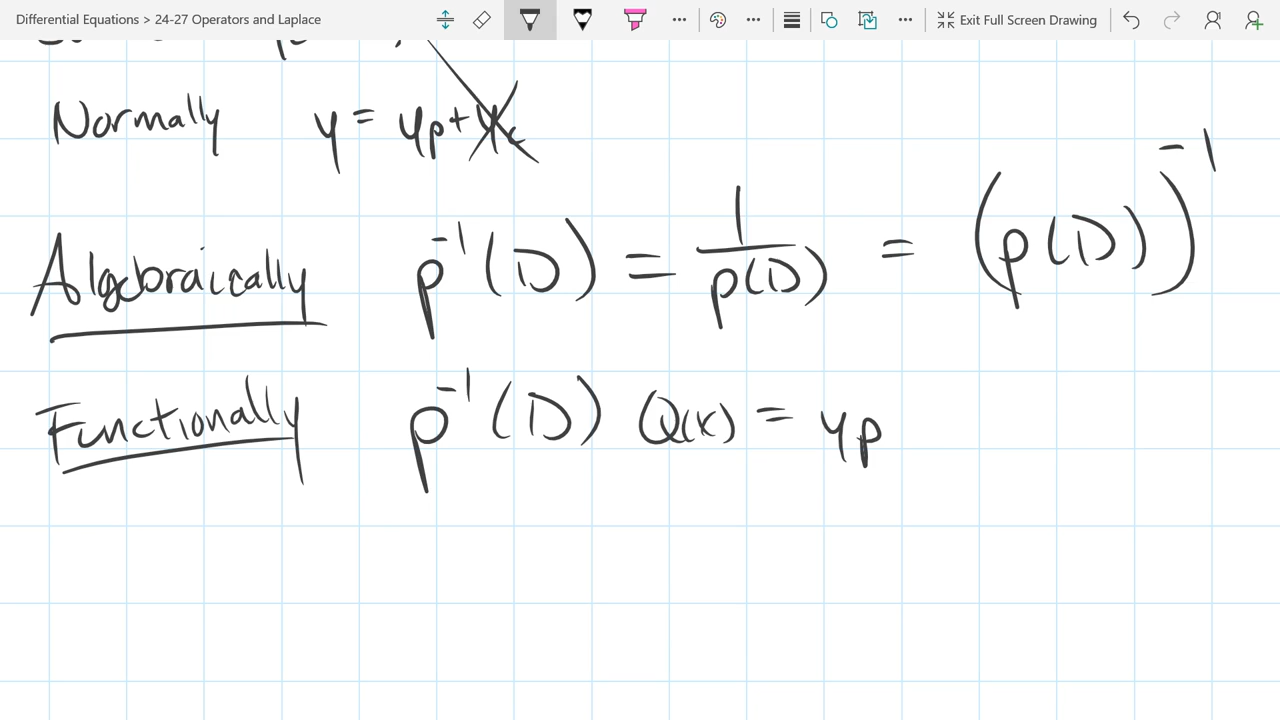 Differential Equations > 24-27 Operators and Laplace
Exit Full Screen Drawing
Normally y = yp + yc
Algebraically p⁻¹(D) = 1/p(D) = (p(D))⁻¹
Functionally p⁻¹(D) Q(x) = yp